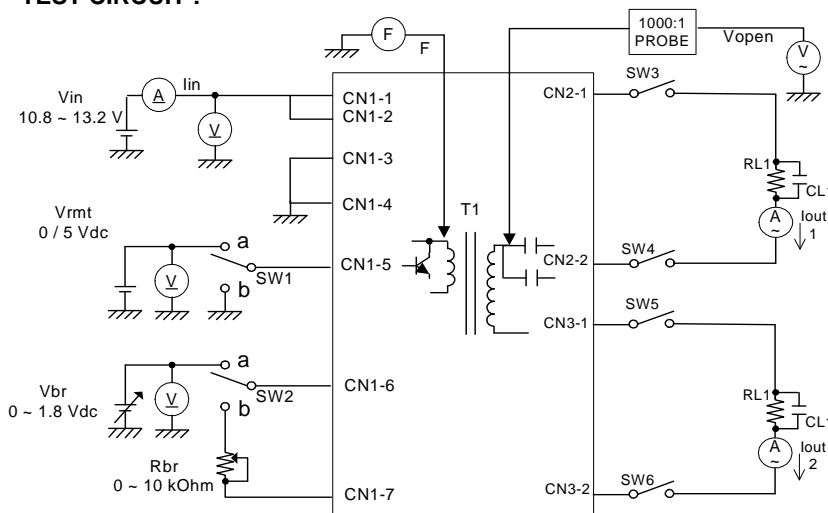 TEST CIRCUIT :
F
F
1000:1
PROBE
Vopen
V
~
Vin
10.8 ~ 13.2 V
A
Iin
V
CN1-1
CN1-2
CN1-3
CN1-4
CN2-1
SW3
RL1
CL1
A
~
Iout
1
T1
Vrmt
0 / 5 Vdc
V
a
b
SW1
CN1-5
CN2-2
SW4
CN3-1
SW5
Vbr
0 ~ 1.8 Vdc
V
a
b
SW2
CN1-6
RL1
CL1
A
~
Iout
2
Rbr
0 ~ 10 kOhm
CN1-7
CN3-2
SW6